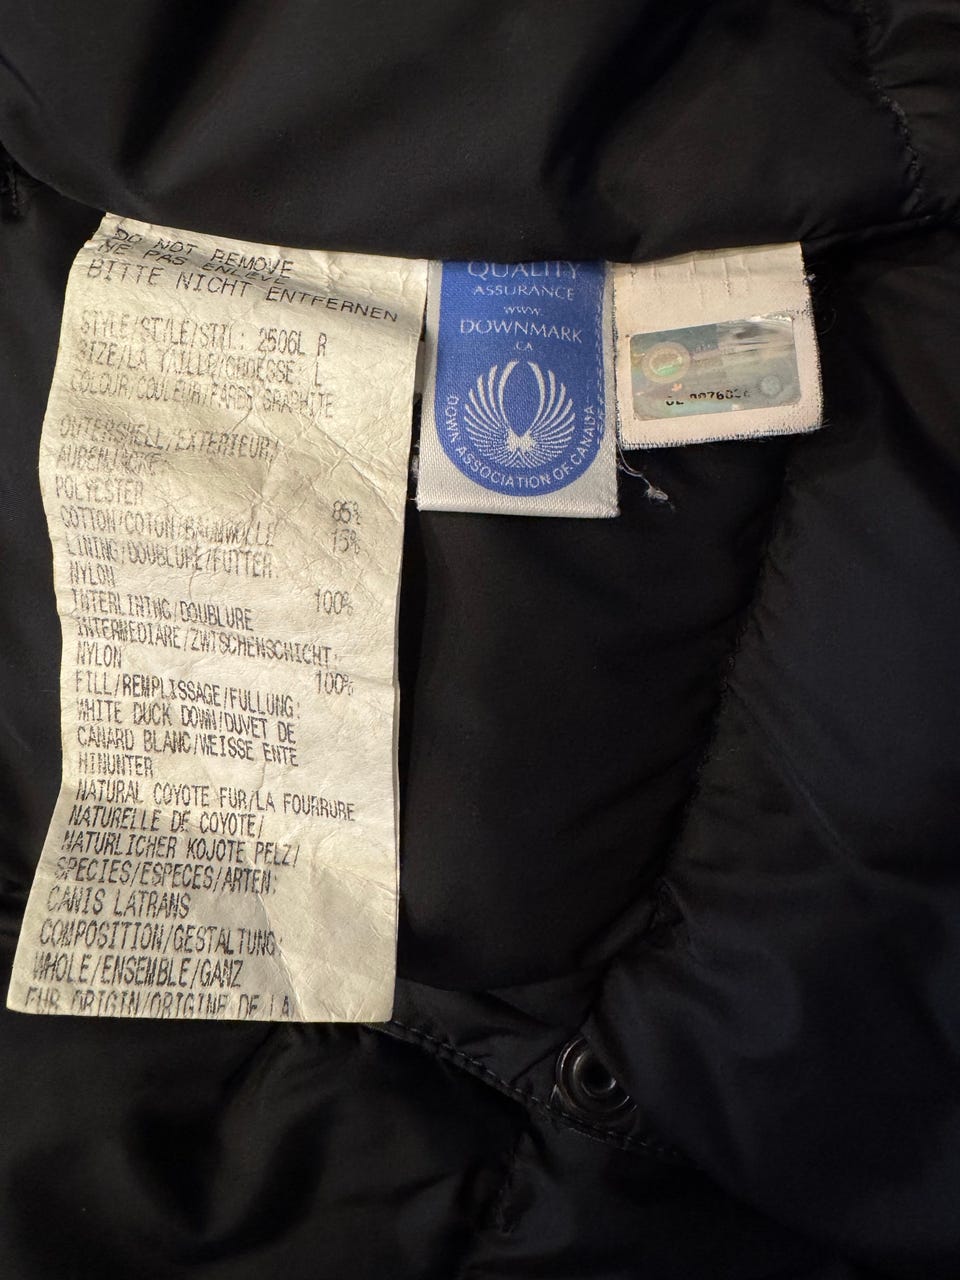 DO NOT REMOVE
NE PAS ENLEVE
BITTE NICHT ENTFERNEN
STYLE/STYLE/STIL: 2506L R
SIZE/LA TAILLE/GROESSE: L
COLOUR/COULEUR/FARBE GRAPHITE
OUTERSHELL/EXTERIEUR/
POLYESTER 85%
COTTON/COTON/BAUMWOLLE 15%
LINING/DOUBLURE/FUTTER:
NYLON 100%
INTERLINING/DOUBLURE
INTERMEDIARE/ZWISCHENSCHICHT:
NYLON 100%
FILL/REMPLISSAGE/FULLUNG:
WHITE DUCK DOWN/DUVET DE
CANARD BLANC/WEISSE ENTE
HINUNTER
NATURAL COYOTE FUR/LA FOURRURE
NATURELLE DE COYOTE/
NATURLICHER KOJOTE PELZ/
SPECIES/ESPECES/ARTEN:
CANIS LATRANS
COMPOSITION/GESTALTUNG:
WHOLE/ENSEMBLE/GANZ
FUR ORIGIN/ORIGINE DE LA
QUALITY
ASSURANCE
www.
DOWNMARK
.CA
DOWN ASSOCIATION OF CANADA